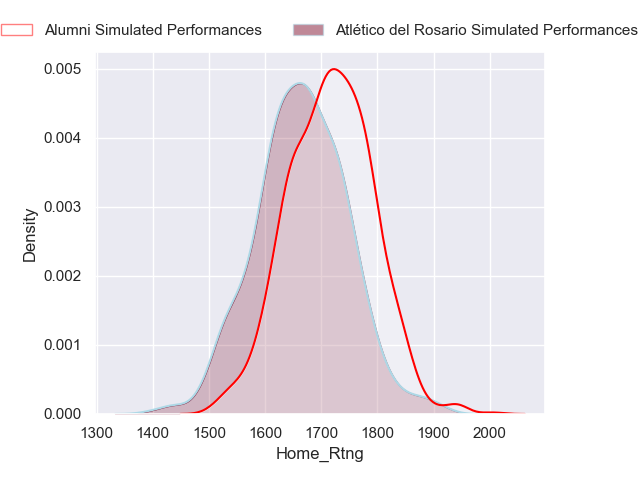 Alumni Simulated Performances
Atlético del Rosario Simulated Performances
0.005
0.004
0.003
0.002
0.001
0.000
Density
1300 1400 1500 1600 1700 1800 1900 2000
Home_Rtng